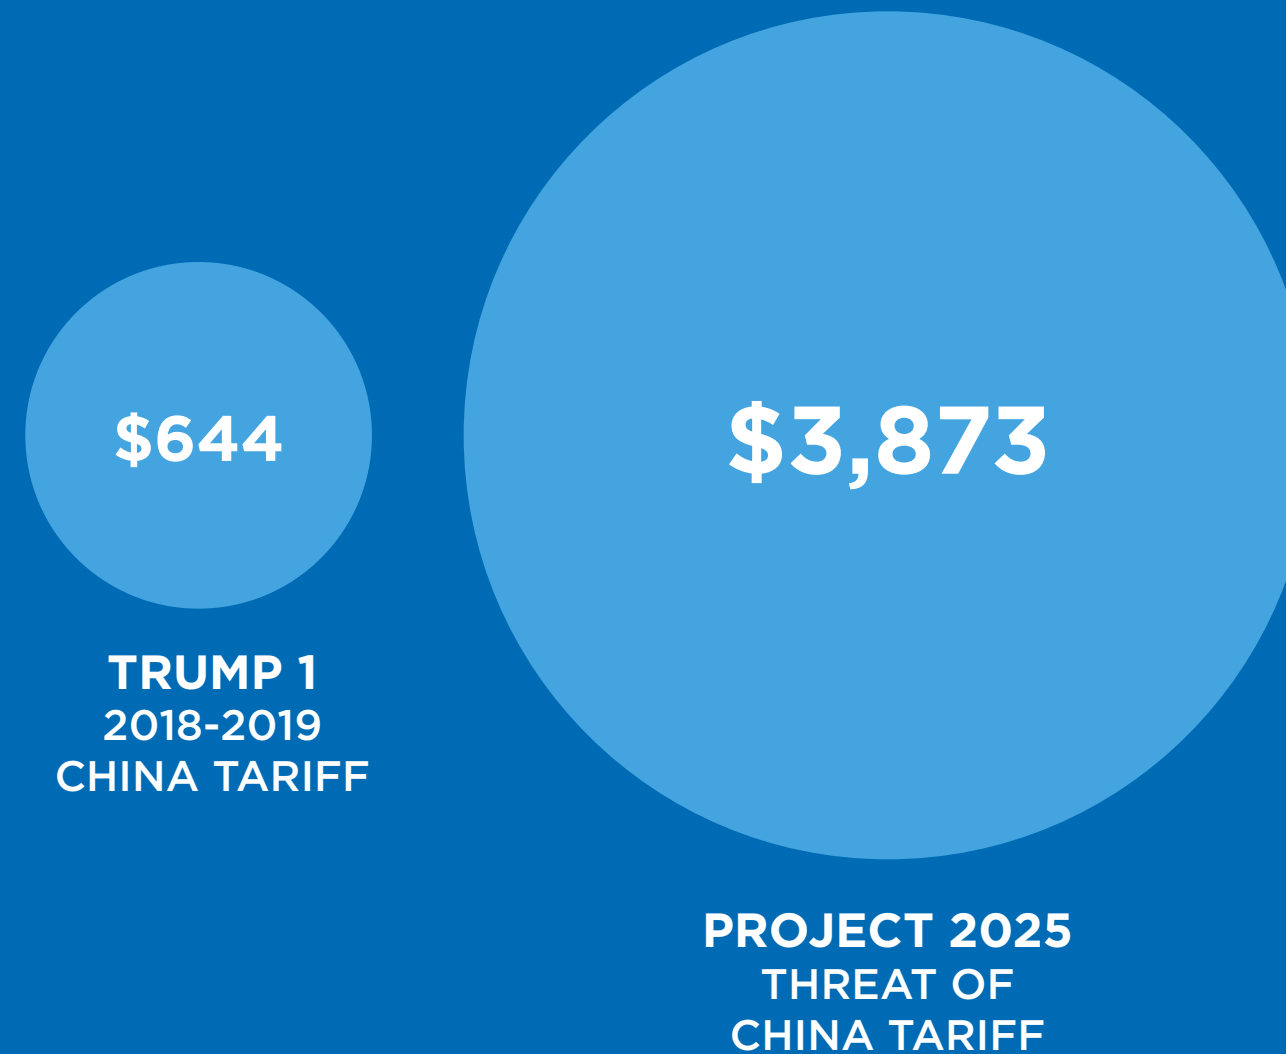 $644
TRUMP 1
2018-2019
CHINA TARIFF
$3,873
PROJECT 2025
THREAT OF
CHINA TARIFF